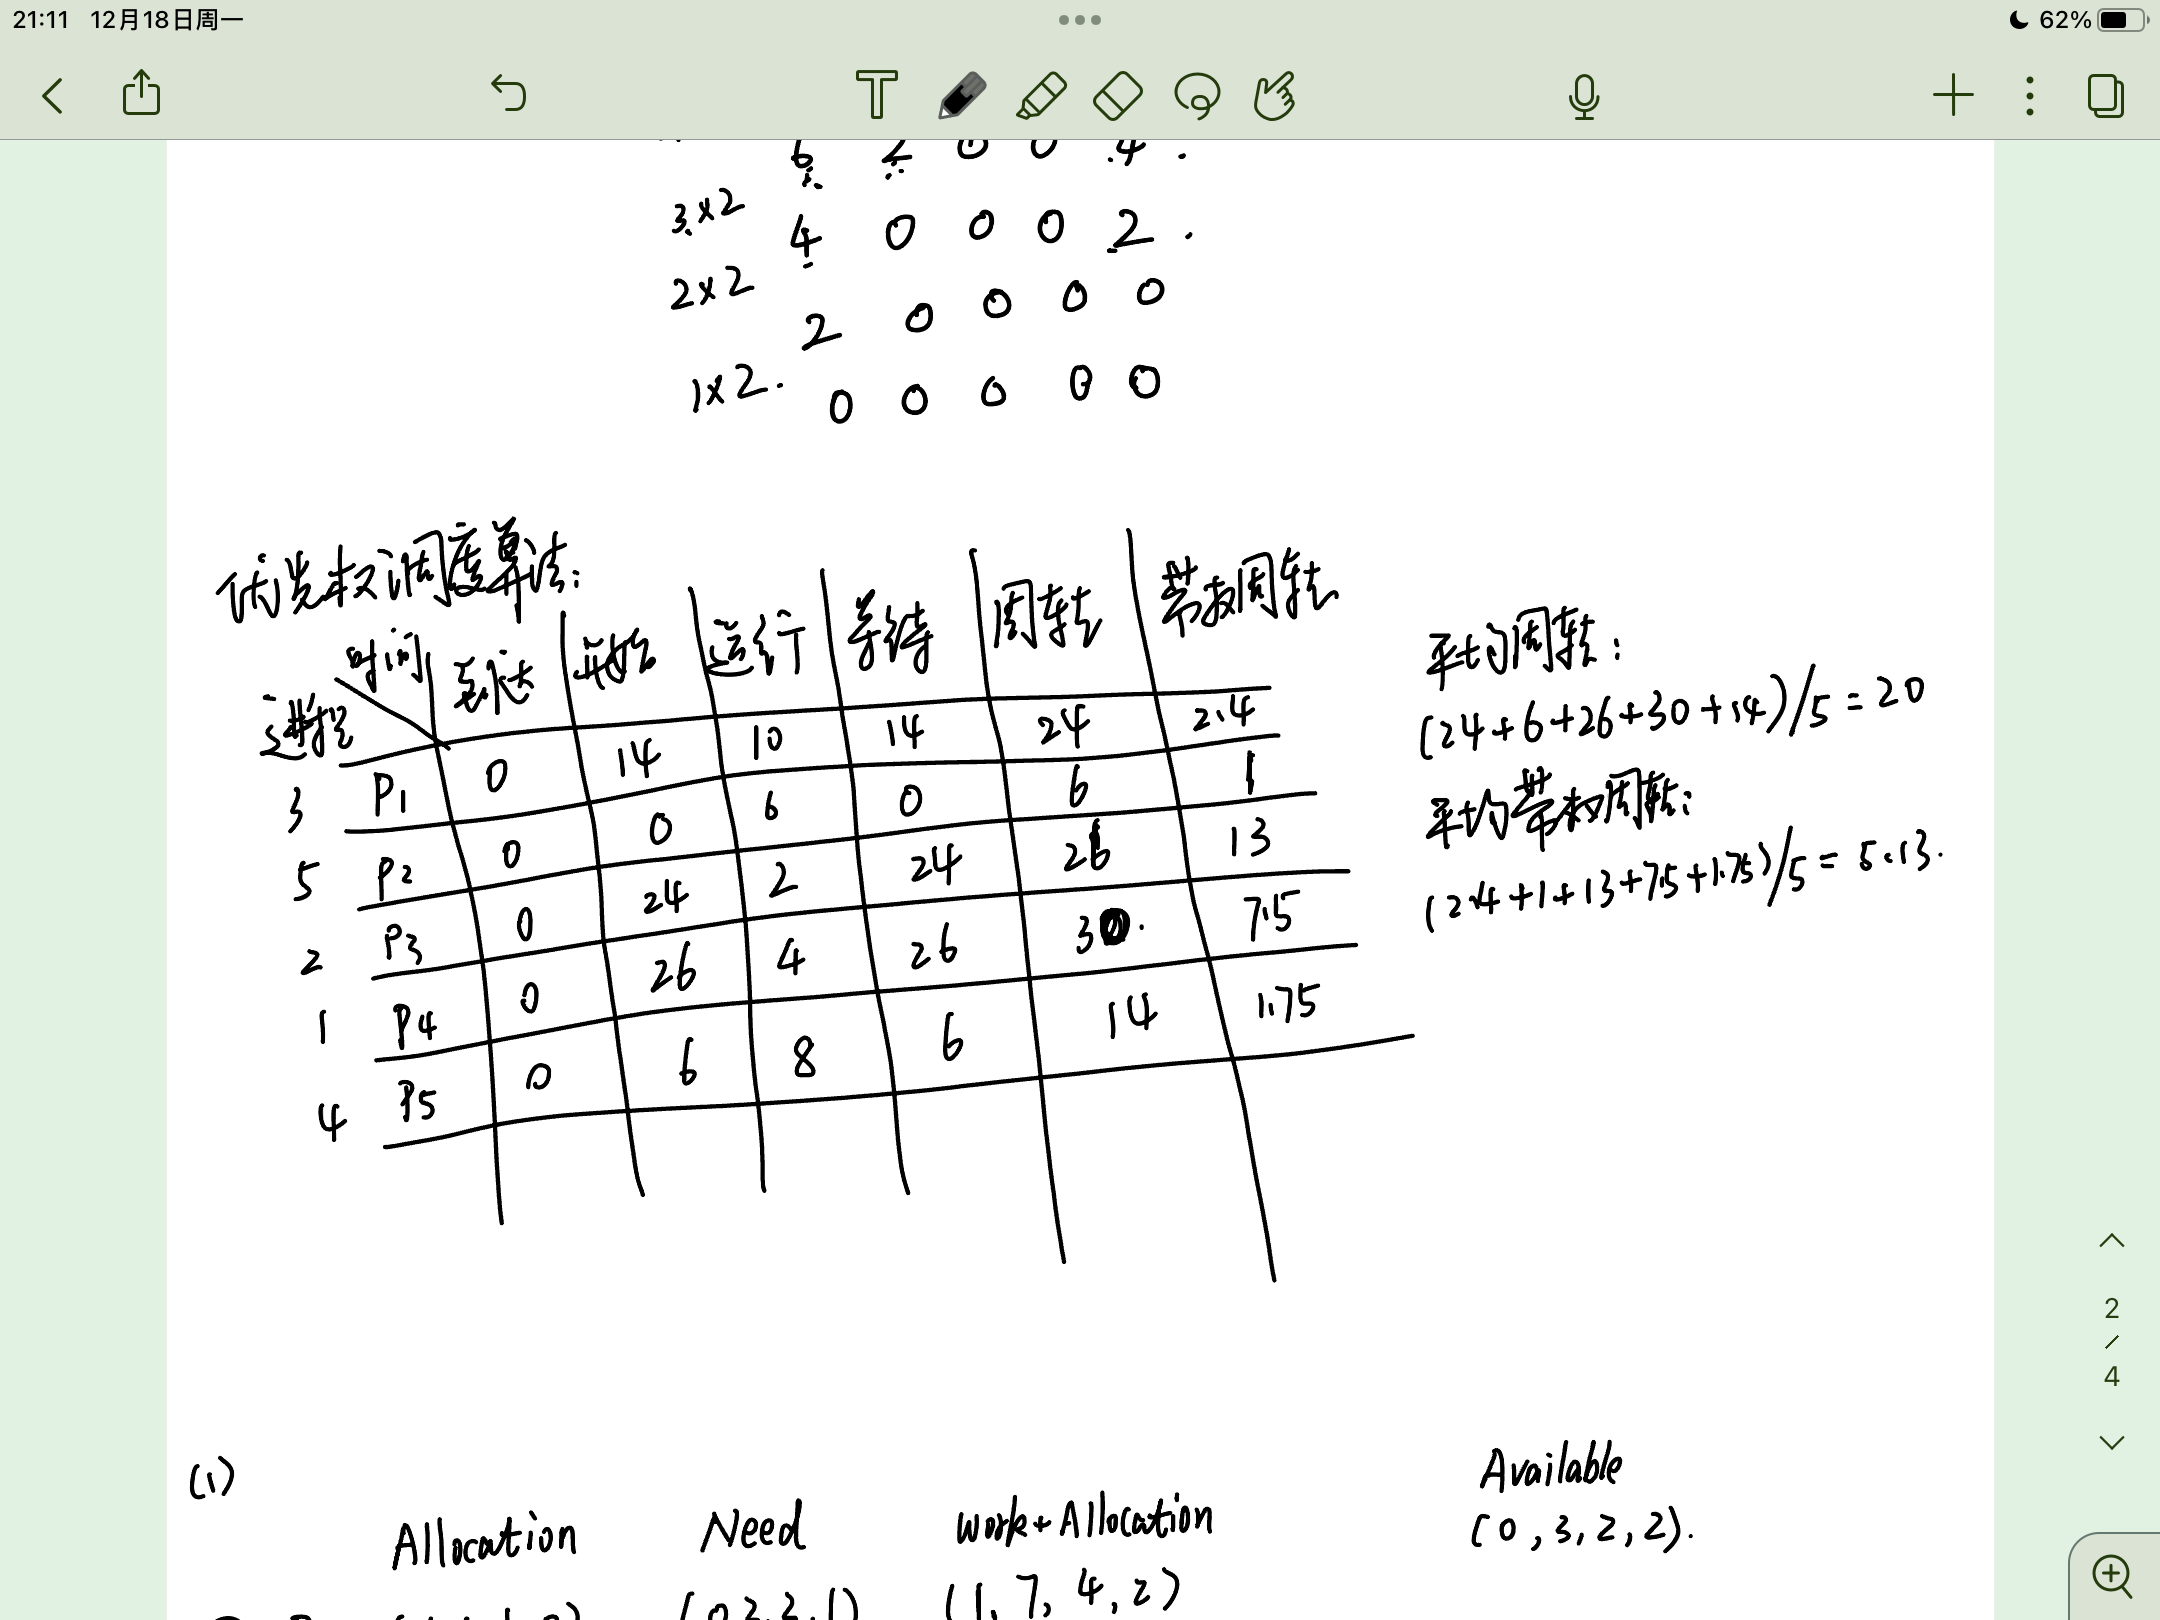 21:11 12月18日周一
62%
6 2 0 0 4 .
3×2
4 0 0 0 2 .
2×2
2 0 0 0 0
1×2.
0 0 0 0 0
优先权调度算法:
时间 到达 开始 运行 等待 周转 带权周转
进程
3 P1 0 14 10 14 24 2.4
5 P2 0 0 6 0 6 1
2 P3 0 24 2 24 26 13
1 P4 0 26 4 26 30. 7.5
4 P5 0 6 8 6 14 1.75
平均周转:
(24+6+26+30+14)/5=20
平均带权周转:
(2.4+1+13+7.5+1.75)/5=5.13.
2
/
4
(1)
Allocation Need work+Allocation Available
(0,3,2,2).
(1,7,4,2)